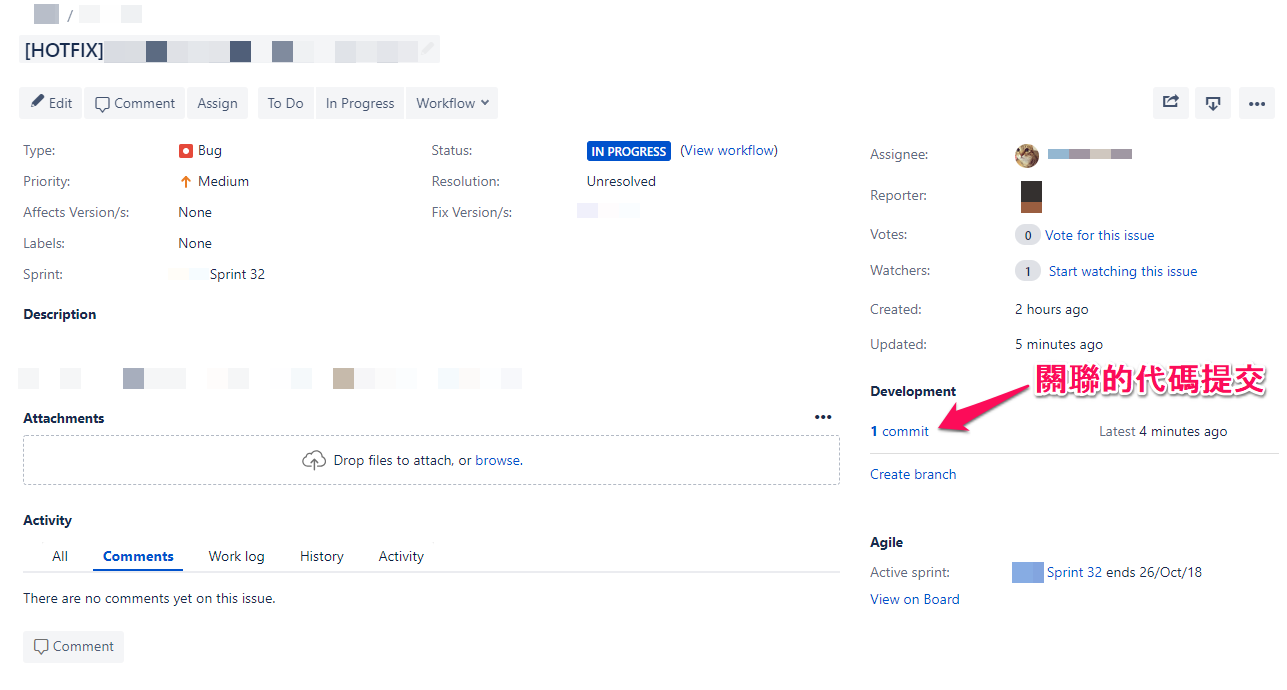 /
[HOTFIX]
Edit Comment Assign To Do In Progress Workflow
Type: Bug
Priority: Medium
Affects Version/s: None
Labels: None
Sprint: Sprint 32
Status: IN PROGRESS (View workflow)
Resolution: Unresolved
Fix Version/s:
Description
Attachments
Drop files to attach, or browse.
Activity
All Comments Work log History Activity
There are no comments yet on this issue.
Comment
Assignee:
Reporter:
Votes: 0 Vote for this issue
Watchers: 1 Start watching this issue
Created: 2 hours ago
Updated: 5 minutes ago
Development
關聯的代碼提交
1 commit Latest 4 minutes ago
Create branch
Agile
Active sprint: Sprint 32 ends 26/Oct/18
View on Board